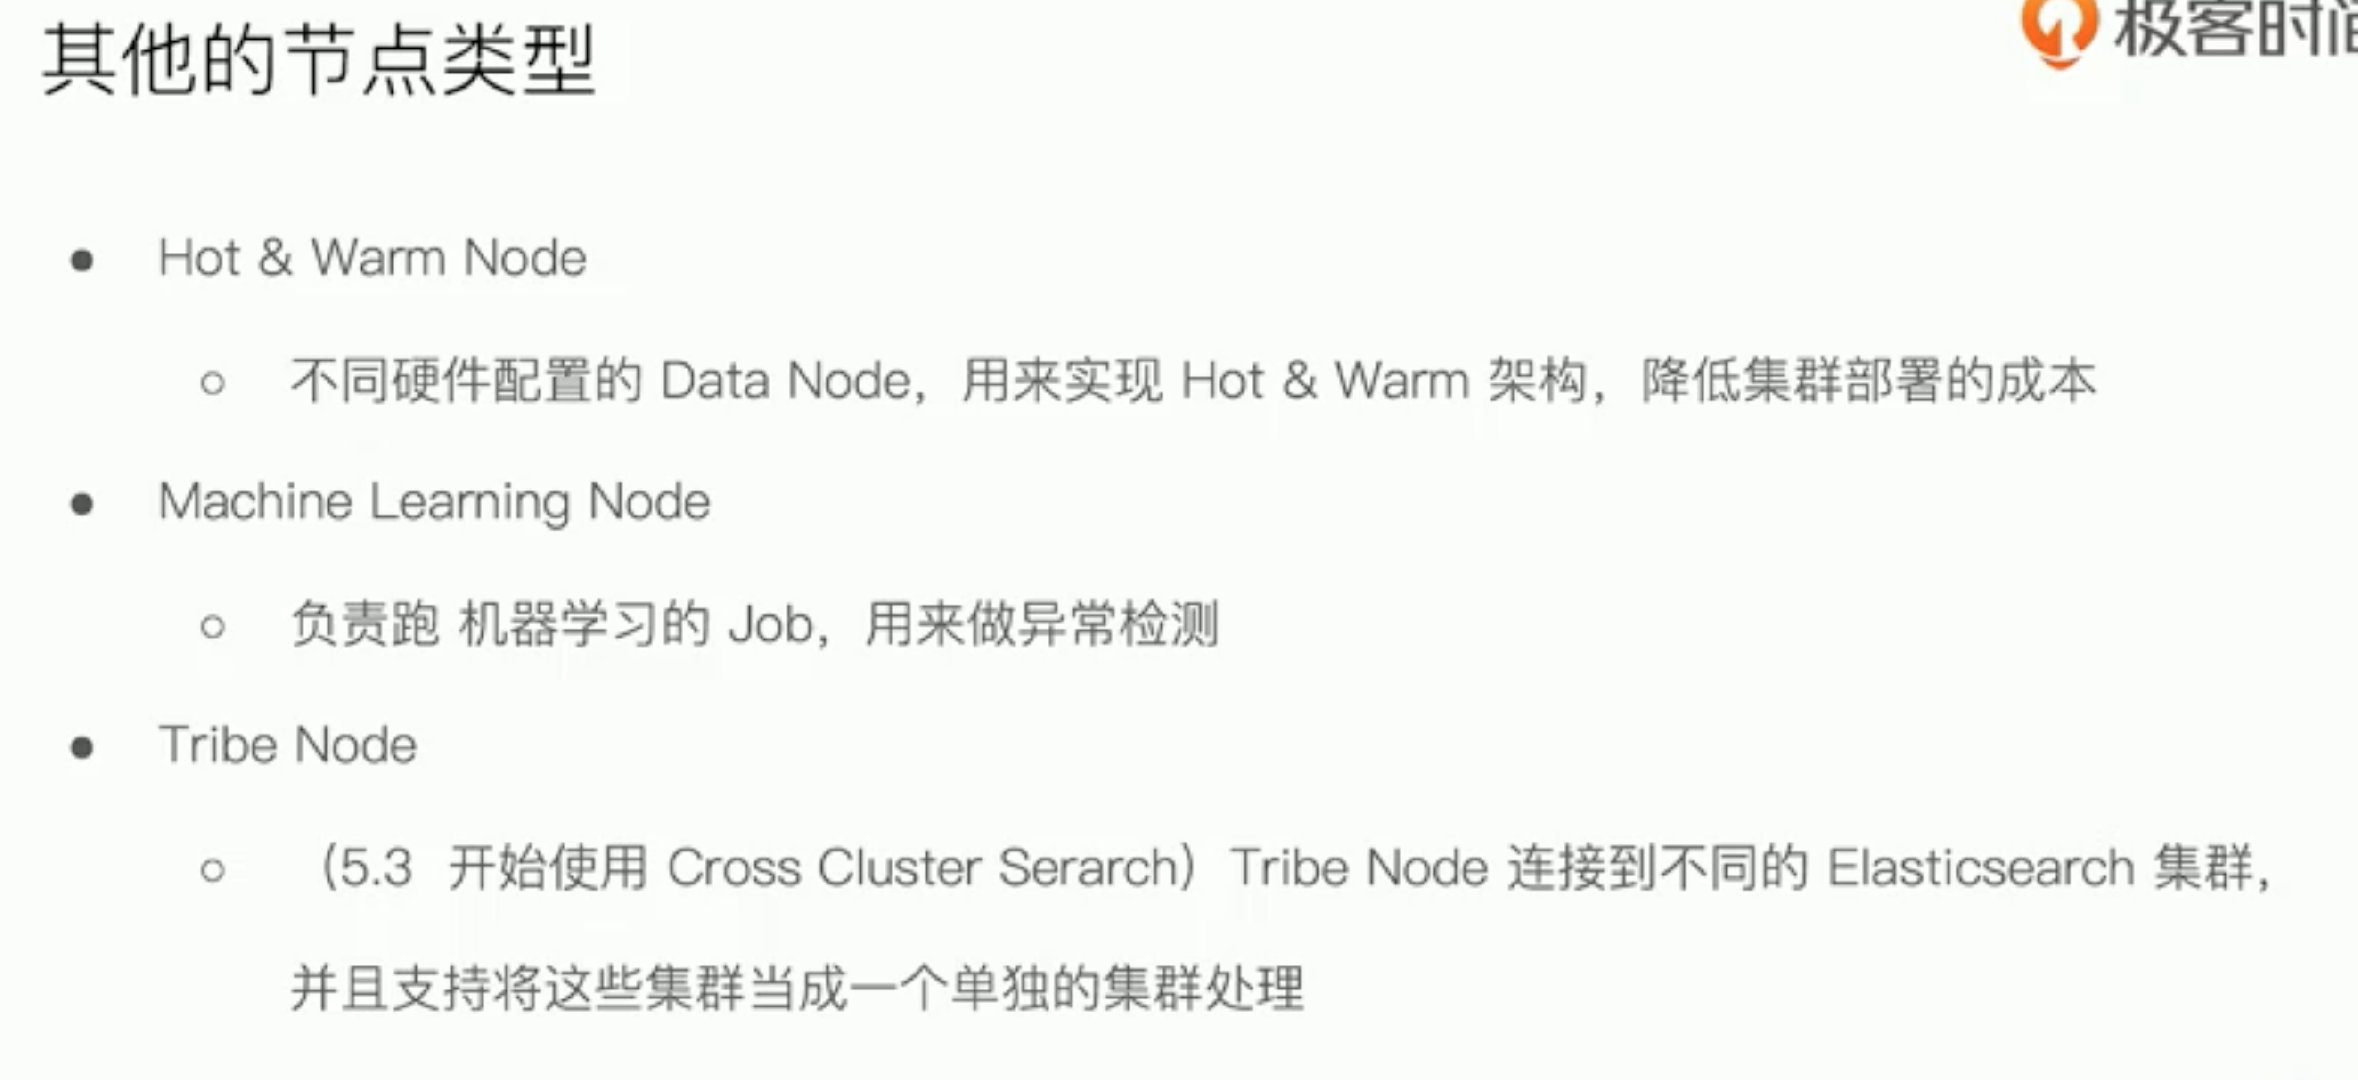 其他的节点类型
极客时间
● Hot & Warm Node
○ 不同硬件配置的 Data Node，用来实现 Hot & Warm 架构，降低集群部署的成本
● Machine Learning Node
○ 负责跑 机器学习的 Job，用来做异常检测
● Tribe Node
○ （5.3 开始使用 Cross Cluster Serarch）Tribe Node 连接到不同的 Elasticsearch 集群，
并且支持将这些集群当成一个单独的集群处理